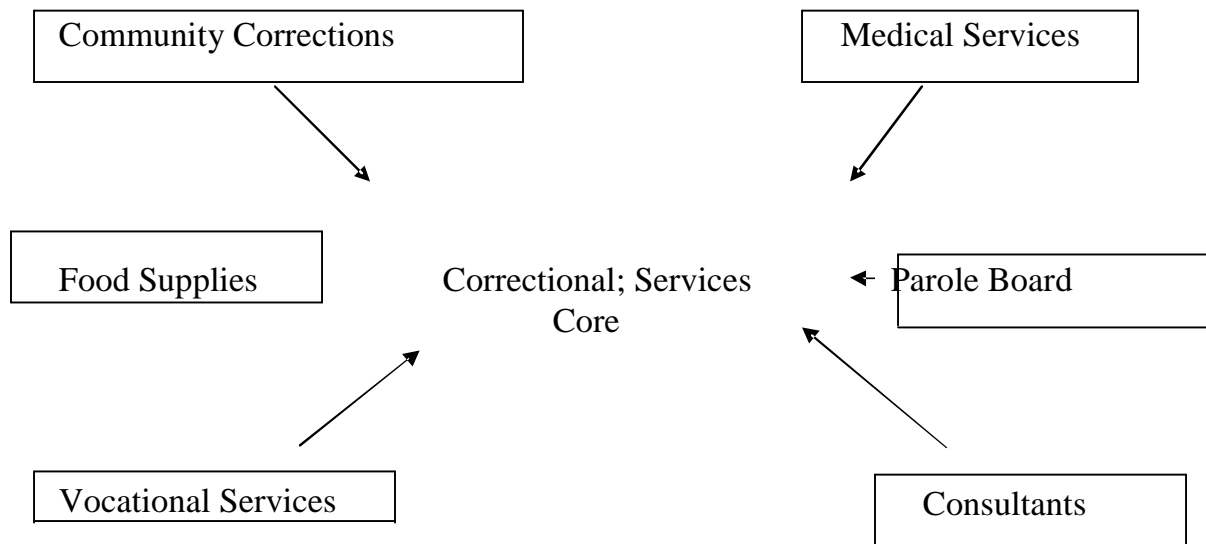 Community Corrections
Medical Services
Food Supplies
Correctional; Services
Core
Parole Board
Vocational Services
Consultants